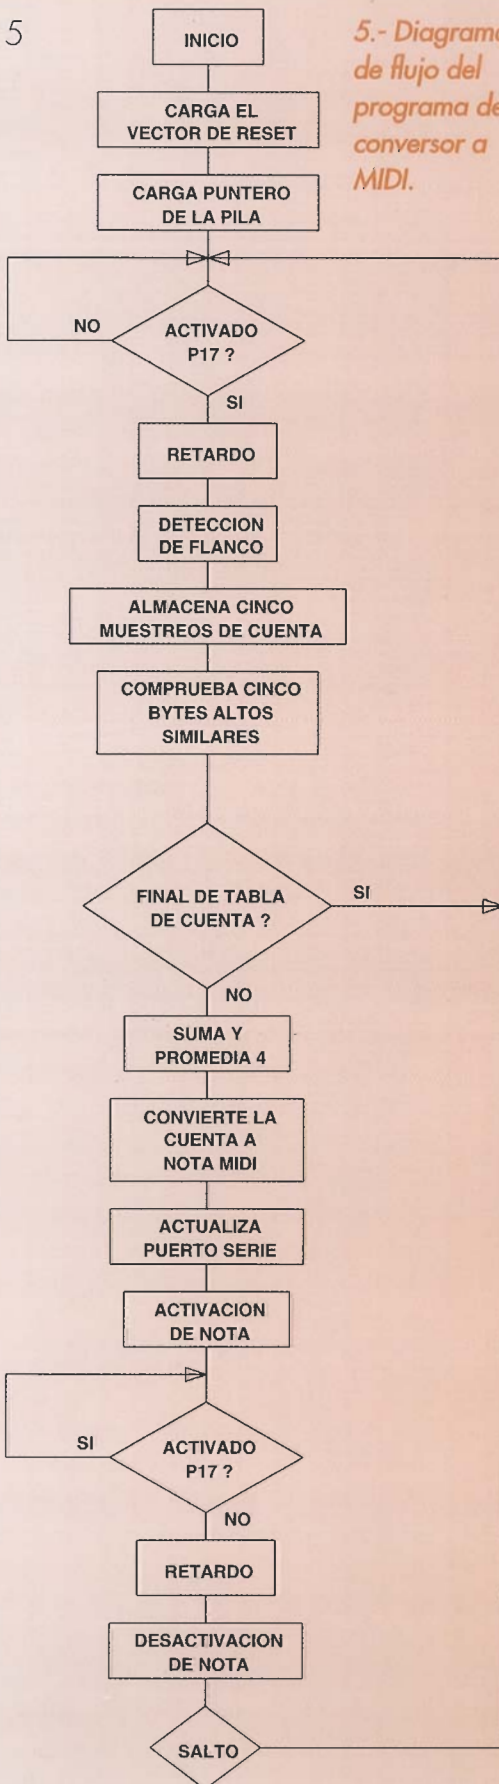 5
5.- Diagrama
de flujo del
programa de
conversor a
MIDI.
INICIO
CARGA EL
VECTOR DE RESET
CARGA PUNTERO
DE LA PILA
NO
ACTIVADO
P17 ?
SI
RETARDO
DETECCION
DE FLANCO
ALMACENA CINCO
MUESTREOS DE CUENTA
COMPRUEBA CINCO
BYTES ALTOS
SIMILARES
FINAL DE TABLA
DE CUENTA ?
SI
NO
SUMA Y
PROMEDIA 4
CONVIERTE LA
CUENTA A
NOTA MIDI
ACTUALIZA
PUERTO SERIE
ACTIVACION
DE NOTA
SI
ACTIVADO
P17 ?
NO
RETARDO
DESACTIVACION
DE NOTA
SALTO